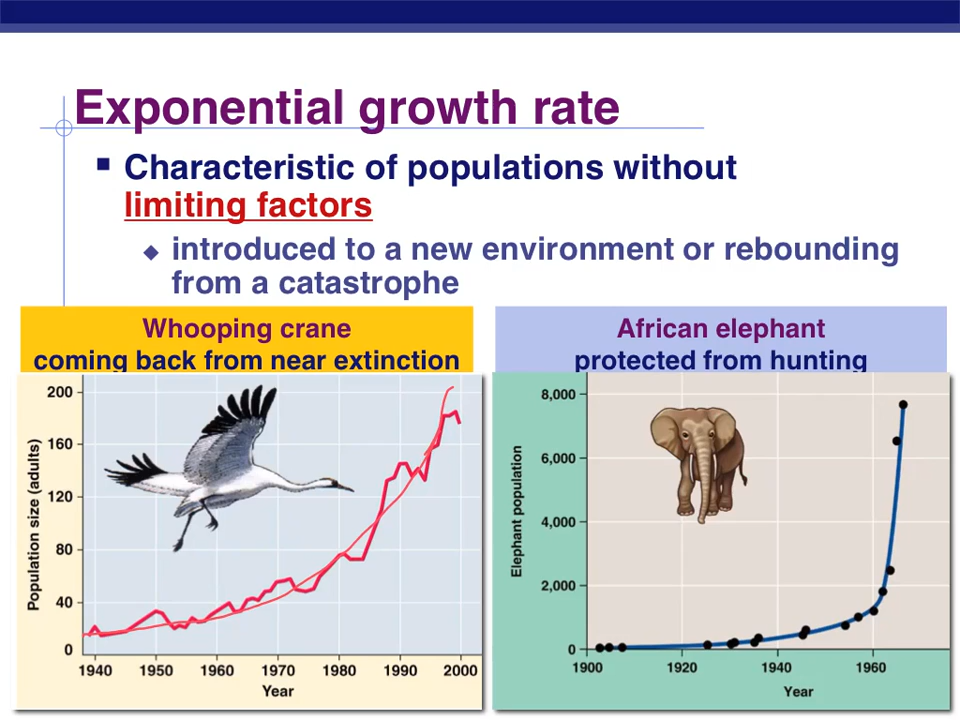 Exponential growth rate
Characteristic of populations without
limiting factors
introduced to a new environment or rebounding
from a catastrophe
Whooping crane
coming back from near extinction
African elephant
protected from hunting
200
160
120
80
40
0
Population size (adults)
1940 1950 1960 1970 1980 1990 2000
Year
8,000
6,000
4,000
2,000
0
Elephant population
1900 1920 1940 1960
Year